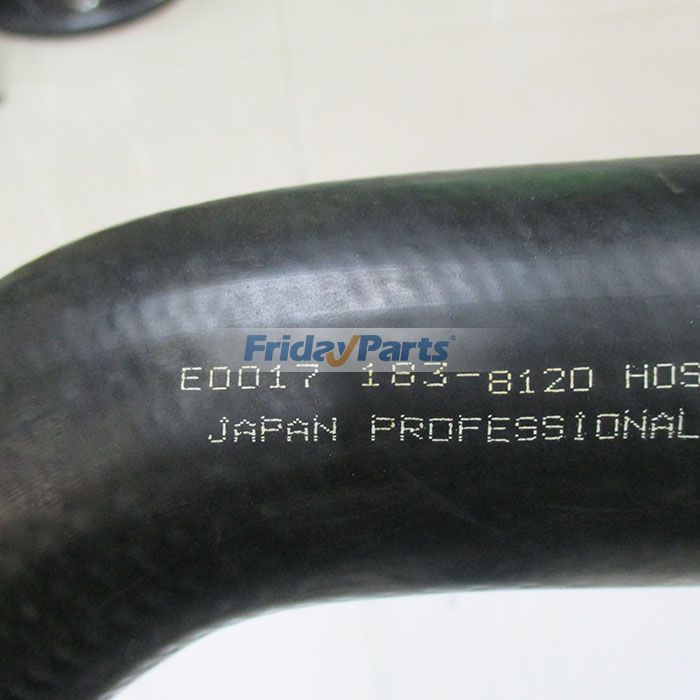 FridayParts
E0017 183-8120 HOS
JAPAN PROFESSIONAL